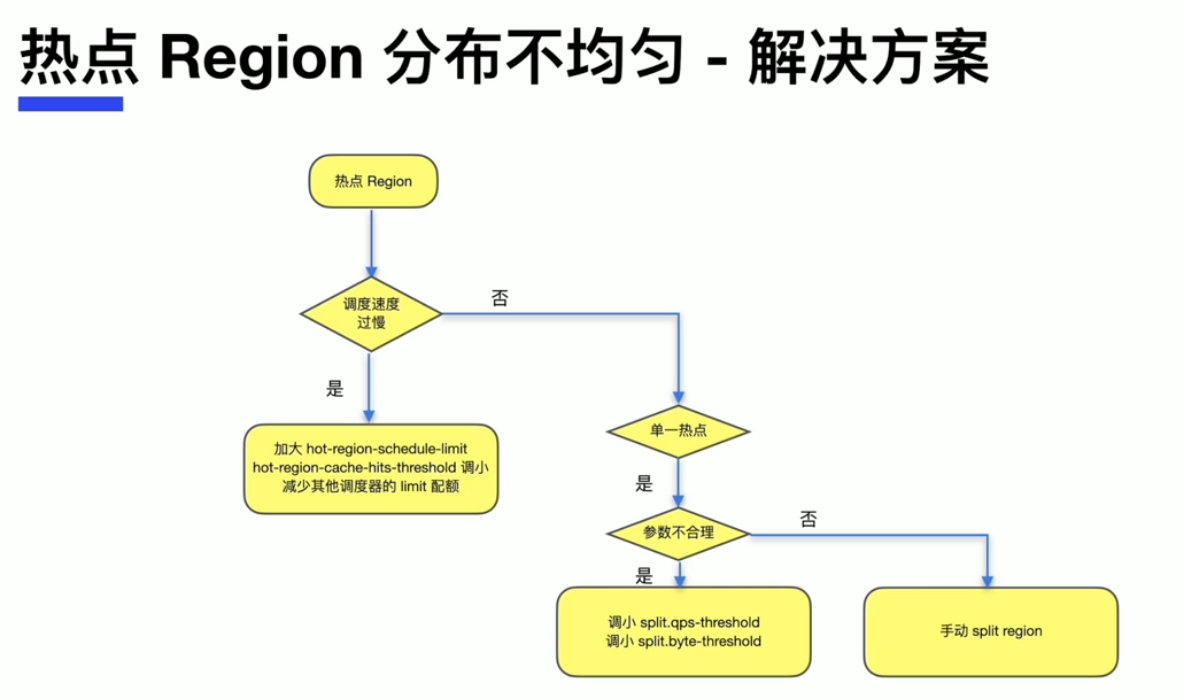 热点 Region 分布不均匀 - 解决方案
热点 Region
调度速度
过慢
否
是
加大 hot-region-schedule-limit
hot-region-cache-hits-threshold 调小
减少其他调度器的 limit 配额
单一热点
是
参数不合理
否
是
调小 split.qps-threshold
调小 split.byte-threshold
手动 split region